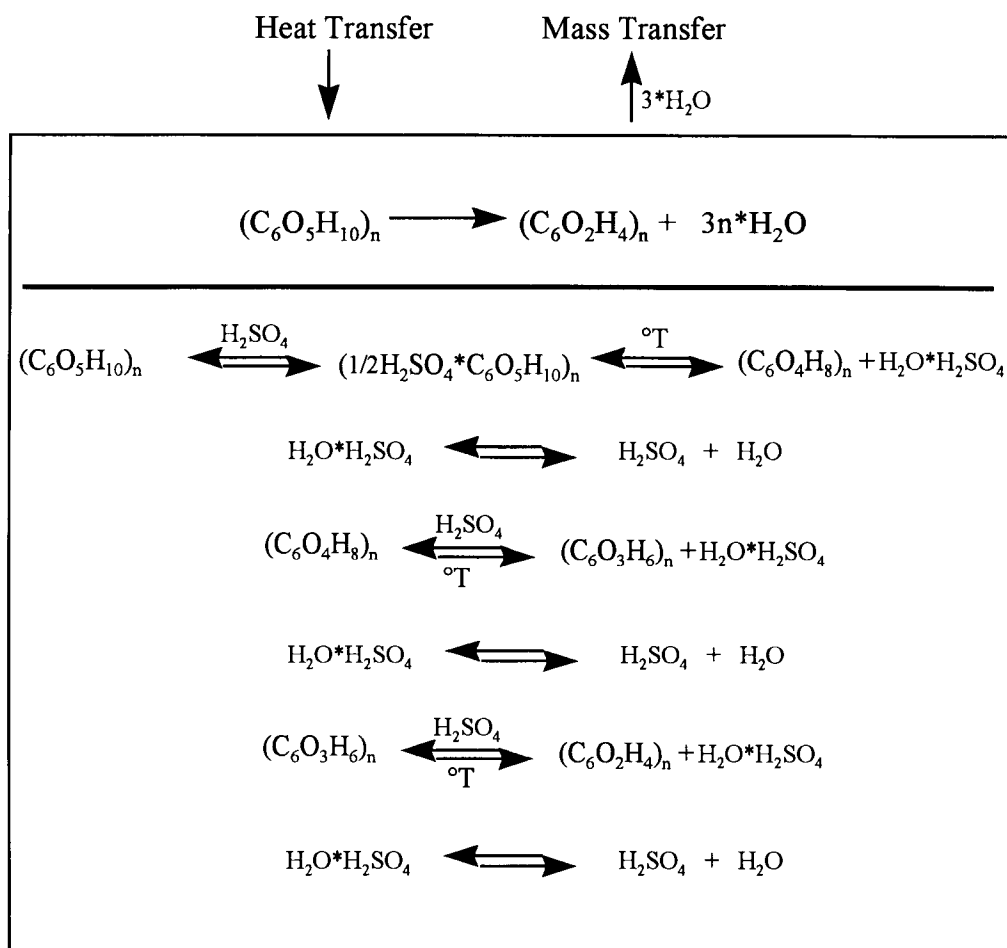 Heat Transfer Mass Transfer
3*H₂O
(C₆O₅H₁₀)ₙ (C₆O₂H₄)ₙ + 3n*H₂O
H₂SO₄ °T
(C₆O₅H₁₀)ₙ (1/2H₂SO₄*C₆O₅H₁₀)ₙ (C₆O₄H₈)ₙ + H₂O*H₂SO₄
H₂O*H₂SO₄ H₂SO₄ + H₂O
H₂SO₄
(C₆O₄H₈)ₙ (C₆O₃H₆)ₙ + H₂O*H₂SO₄
°T
H₂O*H₂SO₄ H₂SO₄ + H₂O
H₂SO₄
(C₆O₃H₆)ₙ (C₆O₂H₄)ₙ + H₂O*H₂SO₄
°T
H₂O*H₂SO₄ H₂SO₄ + H₂O